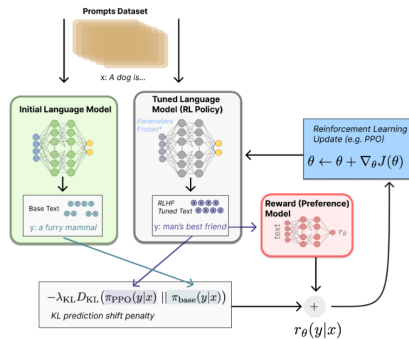 Prompts Dataset
x: A dog is...
Initial Language Model
Tuned Language
Model (RL Policy)
Parameters
Frozen*
Base Text
y: a furry mammal
RLHF
Tuned Text
y: man's best friend
Reinforcement Learning
Update (e.g. PPO)
θ ← θ + ∇θJ(θ)
Reward (Preference)
Model
text
rθ
−λKL DKL (πPPO(y|x) || πbase(y|x))
KL prediction shift penalty
+
rθ(y|x)